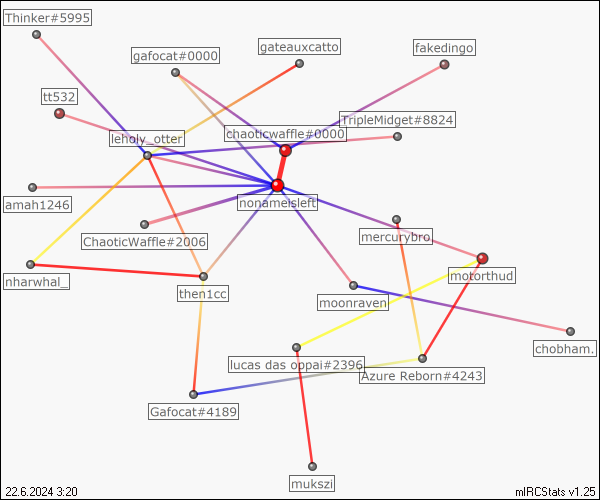 Thinker#5995
gafocat#0000
gateauxcatto
fakedingo
tt532
TripleMidget#8824
chaoticwaffle#0000
leholy_otter
amah1246
nonameisleft
ChaoticWaffle#2006
mercurybro
motorthud
nharwhal_
then1cc
moonraven
chobham.
lucas das oppai#2396
Azure Reborn#4243
Gafocat#4189
mukszi
22.6.2024 3:20
mIRCStats v1.25